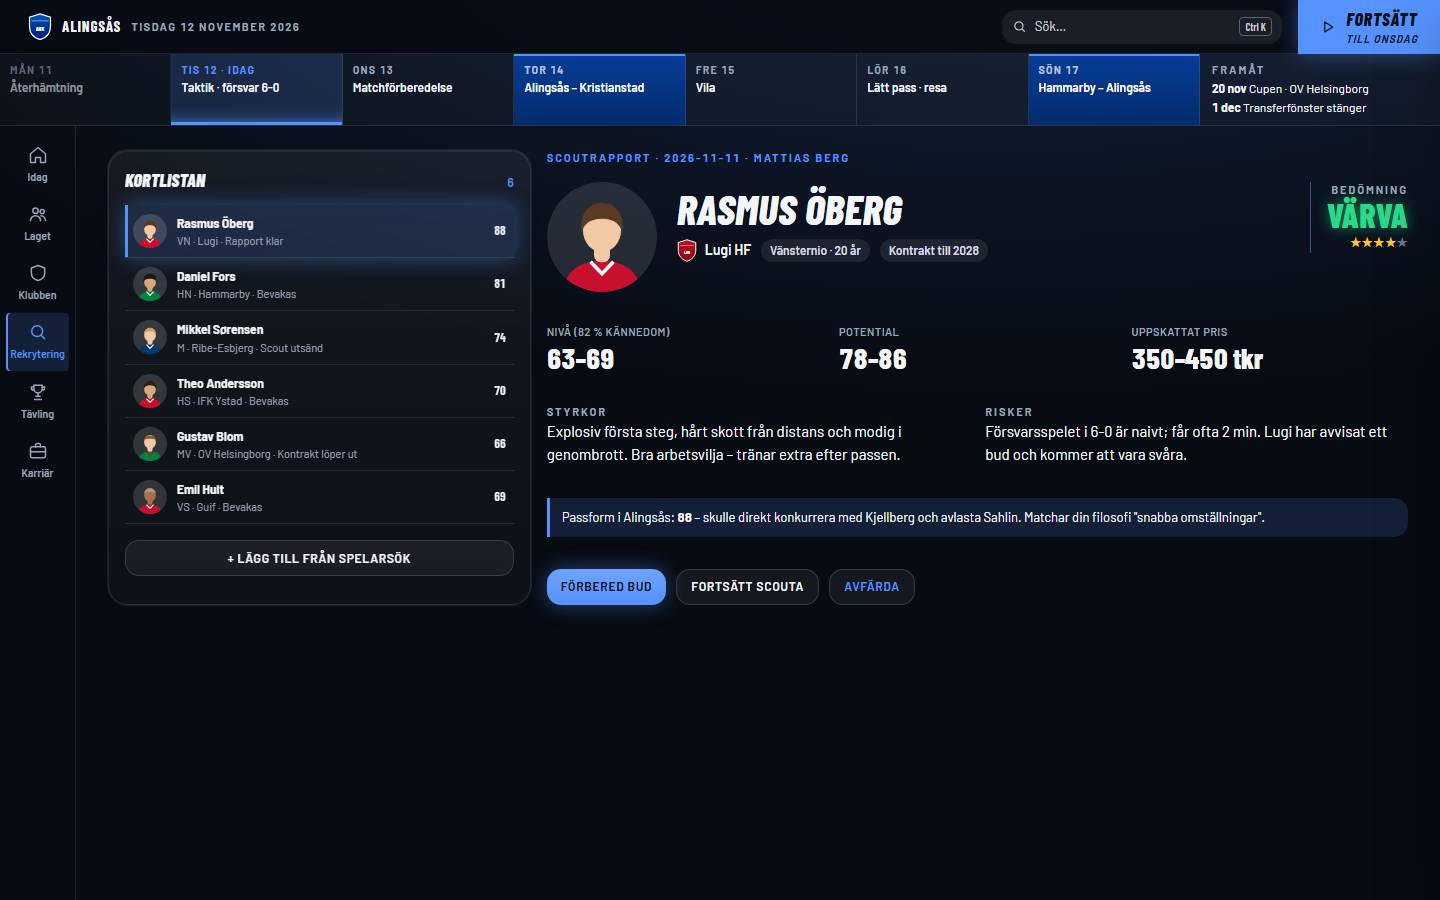 ALINGSÅS TISDAG 12 NOVEMBER 2026
Sök... Ctrl K
FORTSÄTT
TILL ONSDAG
MÅN 11
Återhämtning
TIS 12 · IDAG
Taktik · försvar 6-0
ONS 13
Matchförberedelse
TOR 14
Alingsås – Kristianstad
FRE 15
Vila
LÖR 16
Lätt pass · resa
SÖN 17
Hammarby – Alingsås
FRAMÅT
20 nov Cupen · OV Helsingborg
1 dec Transferfönster stänger
Idag
Laget
Klubben
Rekrytering
Tävling
Karriär
KORTLISTAN 6
Rasmus Öberg
VN · Lugi · Rapport klar
88
Daniel Fors
HN · Hammarby · Bevakas
81
Mikkel Sørensen
M · Ribe-Esbjerg · Scout utsänd
74
Theo Andersson
HS · IFK Ystad · Bevakas
70
Gustav Blom
MV · OV Helsingborg · Kontrakt löper ut
66
Emil Hult
VS · Guif · Bevakas
69
+ LÄGG TILL FRÅN SPELARSÖK
SCOUTRAPPORT · 2026-11-11 · MATTIAS BERG
RASMUS ÖBERG
Lugi HF Vänsternio · 20 år Kontrakt till 2028
BEDÖMNING
VÄRVA
★★★★★
NIVÅ (82 % KÄNNEDOM)
63–69
POTENTIAL
78–86
UPPSKATTAT PRIS
350–450 tkr
STYRKOR
Explosiv första steg, hårt skott från distans och modig i
genombrott. Bra arbetsvilja – tränar extra efter passen.
RISKER
Försvarsspelet i 6-0 är naivt; får ofta 2 min. Lugi har avvisat ett
bud och kommer att vara svåra.
Passform i Alingsås: 88 – skulle direkt konkurrera med Kjellberg och avlasta Sahlin. Matchar din filosofi "snabba omställningar".
FÖRBERED BUD
FORTSÄTT SCOUTA
AVFÄRDA